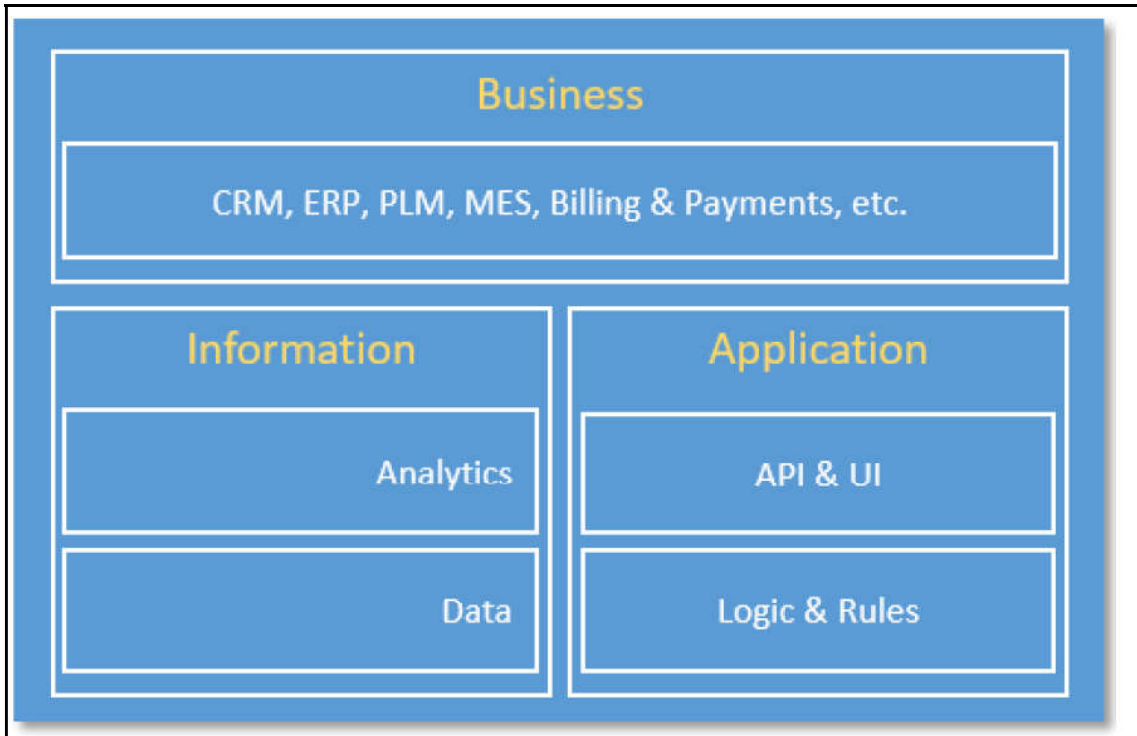 Business
CRM, ERP, PLM, MES, Billing & Payments, etc.
Information
Analytics
Data
Application
API & UI
Logic & Rules